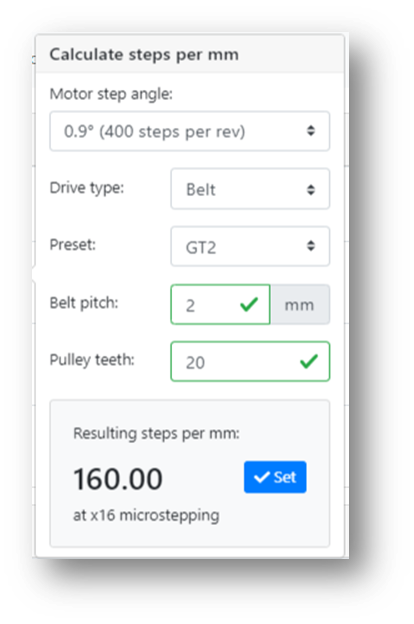 Calculate steps per mm
Motor step angle:
0.9° (400 steps per rev)
Drive type: Belt
Preset: GT2
Belt pitch: 2 mm
Pulley teeth: 20
Resulting steps per mm:
160.00 Set
at x16 microstepping